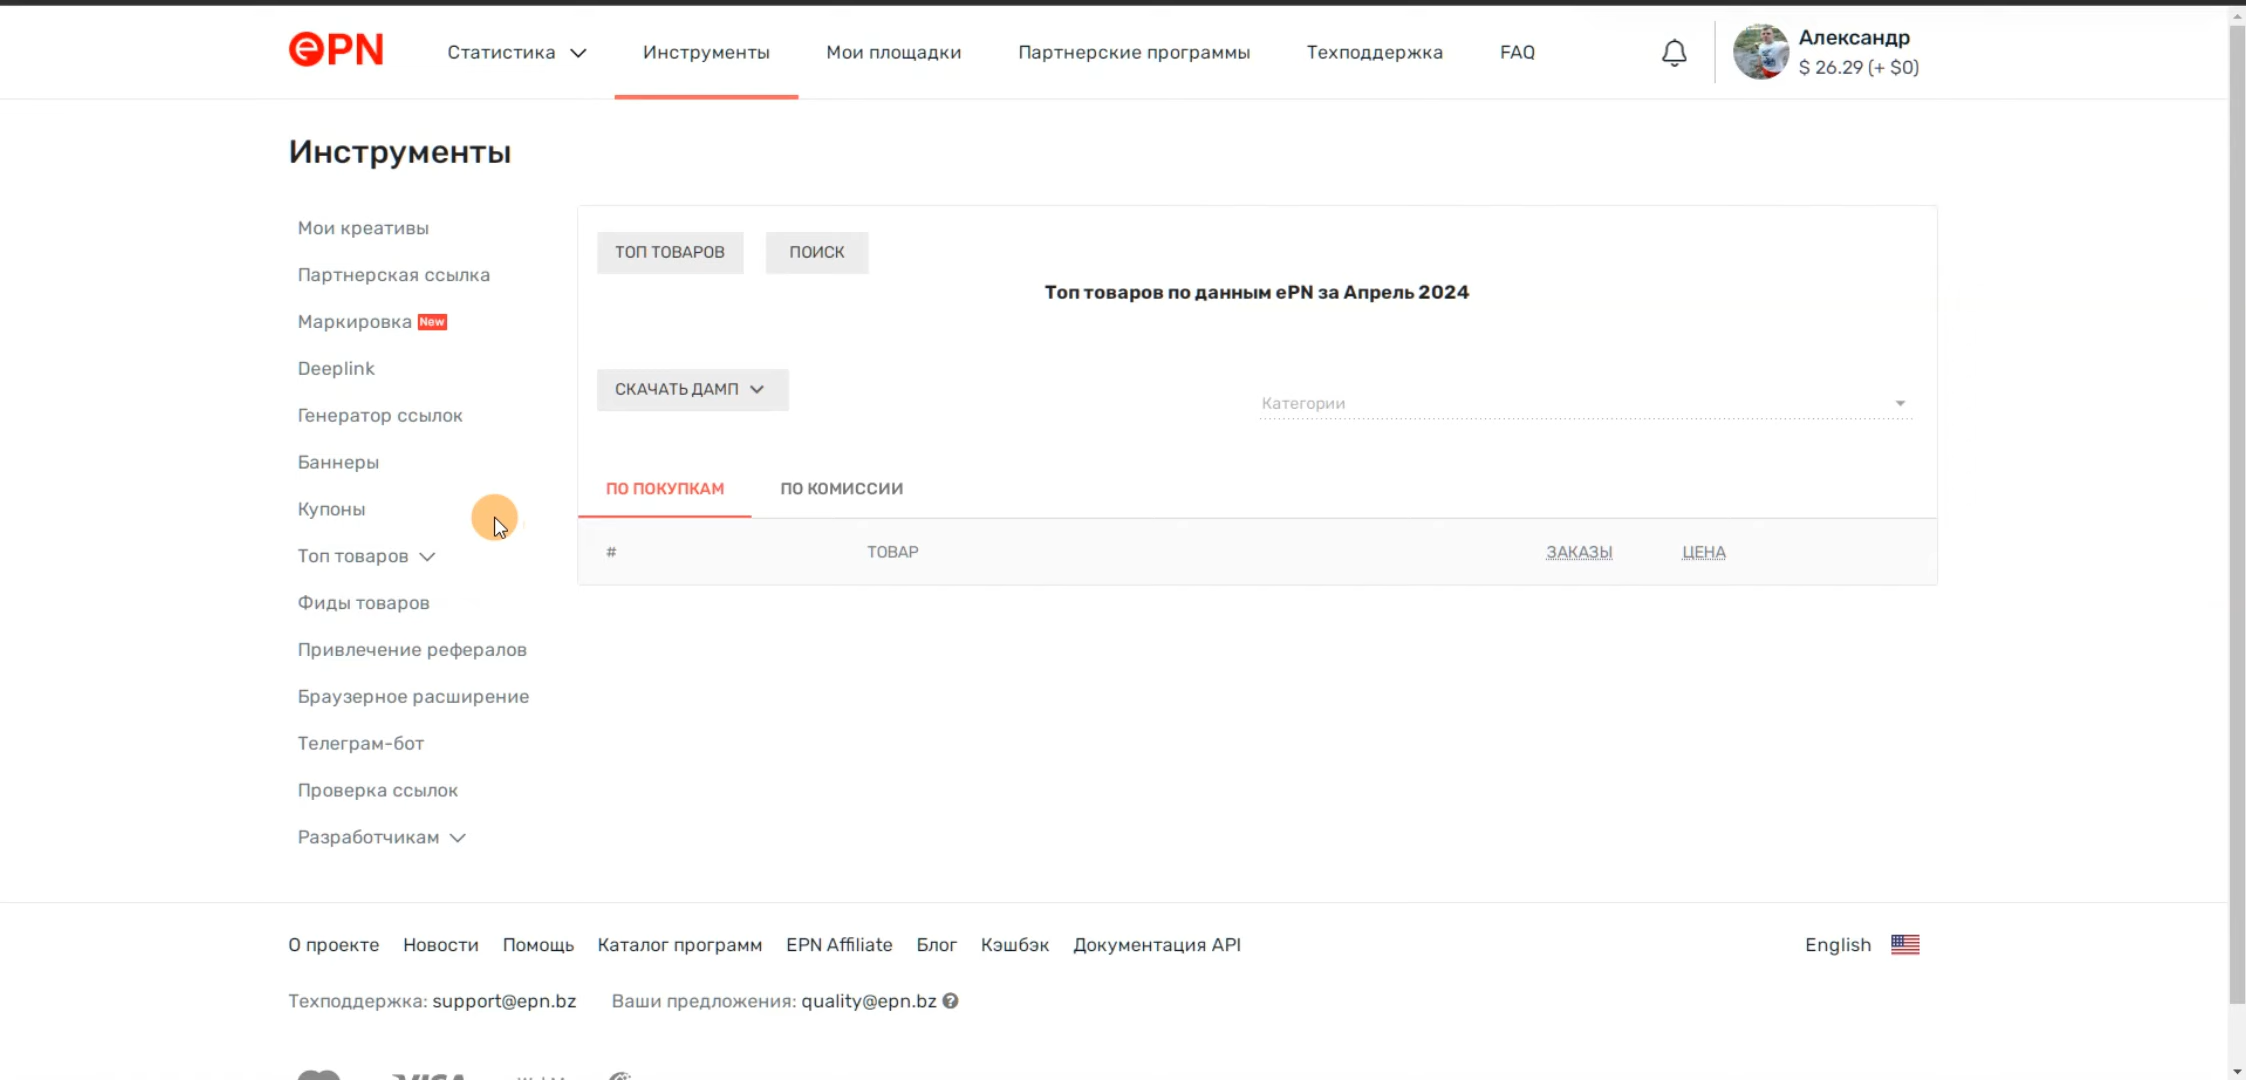 ePN
Статистика Инструменты Мои площадки Партнерские программы Техподдержка FAQ
Александр
$ 26.29 (+ $0)
Инструменты
Мои креативы
Партнерская ссылка
Маркировка New
Deeplink
Генератор ссылок
Баннеры
Купоны
Топ товаров
Фиды товаров
Привлечение рефералов
Браузерное расширение
Телеграм-бот
Проверка ссылок
Разработчикам
ТОП ТОВАРОВ ПОИСК
Топ товаров по данным ePN за Апрель 2024
СКАЧАТЬ ДАМП
Категории
ПО ПОКУПКАМ ПО КОМИССИИ
# ТОВАР ЗАКАЗЫ ЦЕНА
О проекте Новости Помощь Каталог программ EPN Affiliate Блог Кэшбэк Документация API English
Техподдержка: support@epn.bz Ваши предложения: quality@epn.bz
VISA